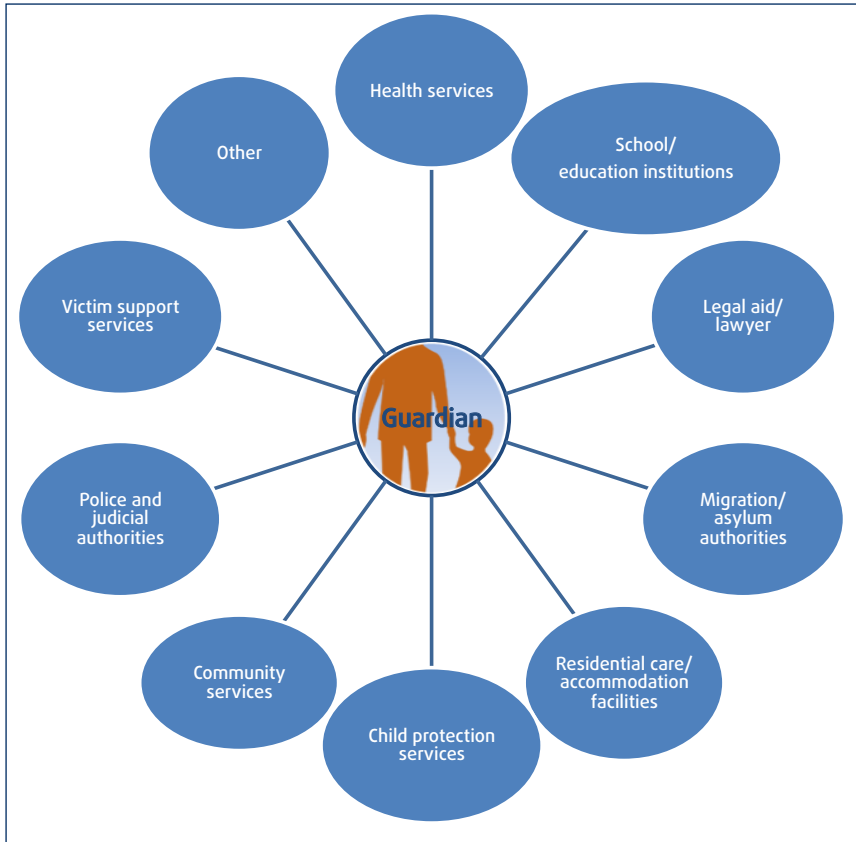 Health services
School/
education institutions
Legal aid/
lawyer
Migration/
asylum
authorities
Residential care/
accommodation
facilities
Child protection
services
Community
services
Police and
judicial
authorities
Victim support
services
Other
Guardian